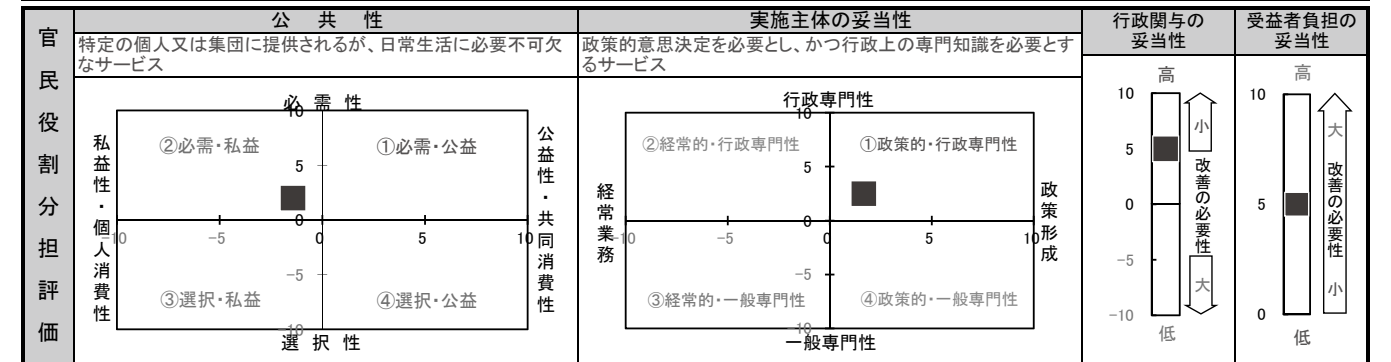 官民役割分担評価
公共性
特定の個人又は集団に提供されるが、日常生活に必要不可欠
なサービス
必需性
10
②必需・私益
①必需・公益
5
私益性・個人消費性
公益性・共同消費性
-10
-5
0
0
5
10
-5
③選択・私益
④選択・公益
-10
選択性
実施主体の妥当性
政策的意思決定を必要とし、かつ行政上の専門知識を必要とす
るサービス
行政専門性
10
②経常的・行政専門性
①政策的・行政専門性
5
経常業務
政策形成
-10
-5
0
0
5
10
-5
③経常的・一般専門性
④政策的・一般専門性
-10
一般専門性
行政関与の
妥当性
高
10
5
0
-5
-10
低
小
改善の必要性
大
受益者負担の
妥当性
高
10
5
0
低
大
改善の必要性
小